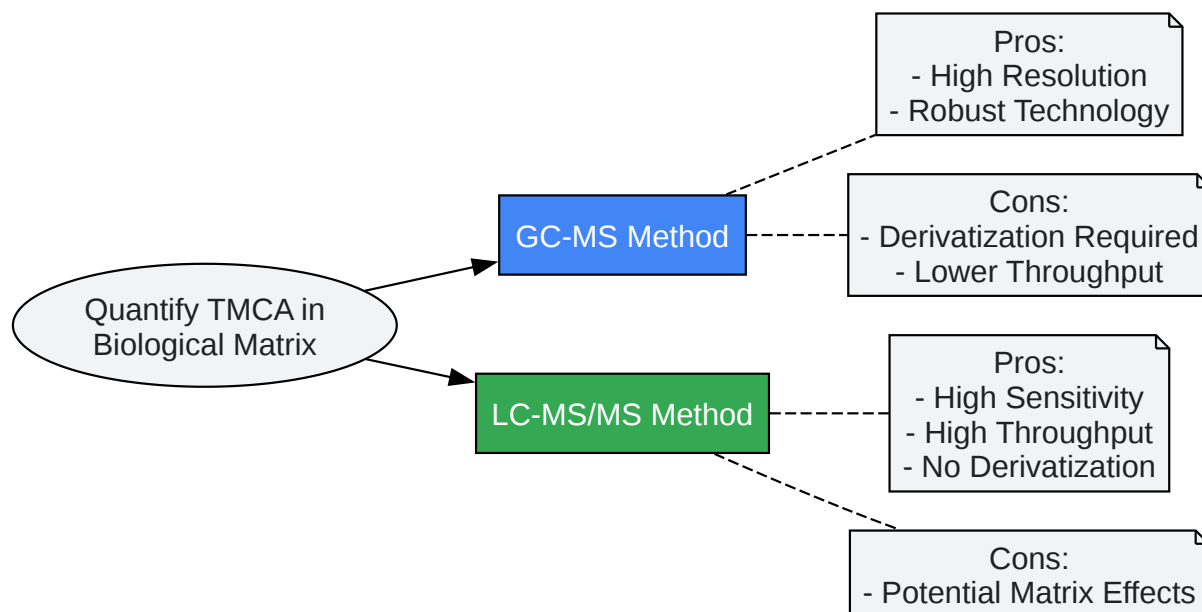 Pros:
- High Resolution
- Robust Technology
Cons:
- Derivatization Required
- Lower Throughput
GC-MS Method
Quantify TMCA in
Biological Matrix
LC-MS/MS Method
Pros:
- High Sensitivity
- High Throughput
- No Derivatization
Cons:
- Potential Matrix Effects